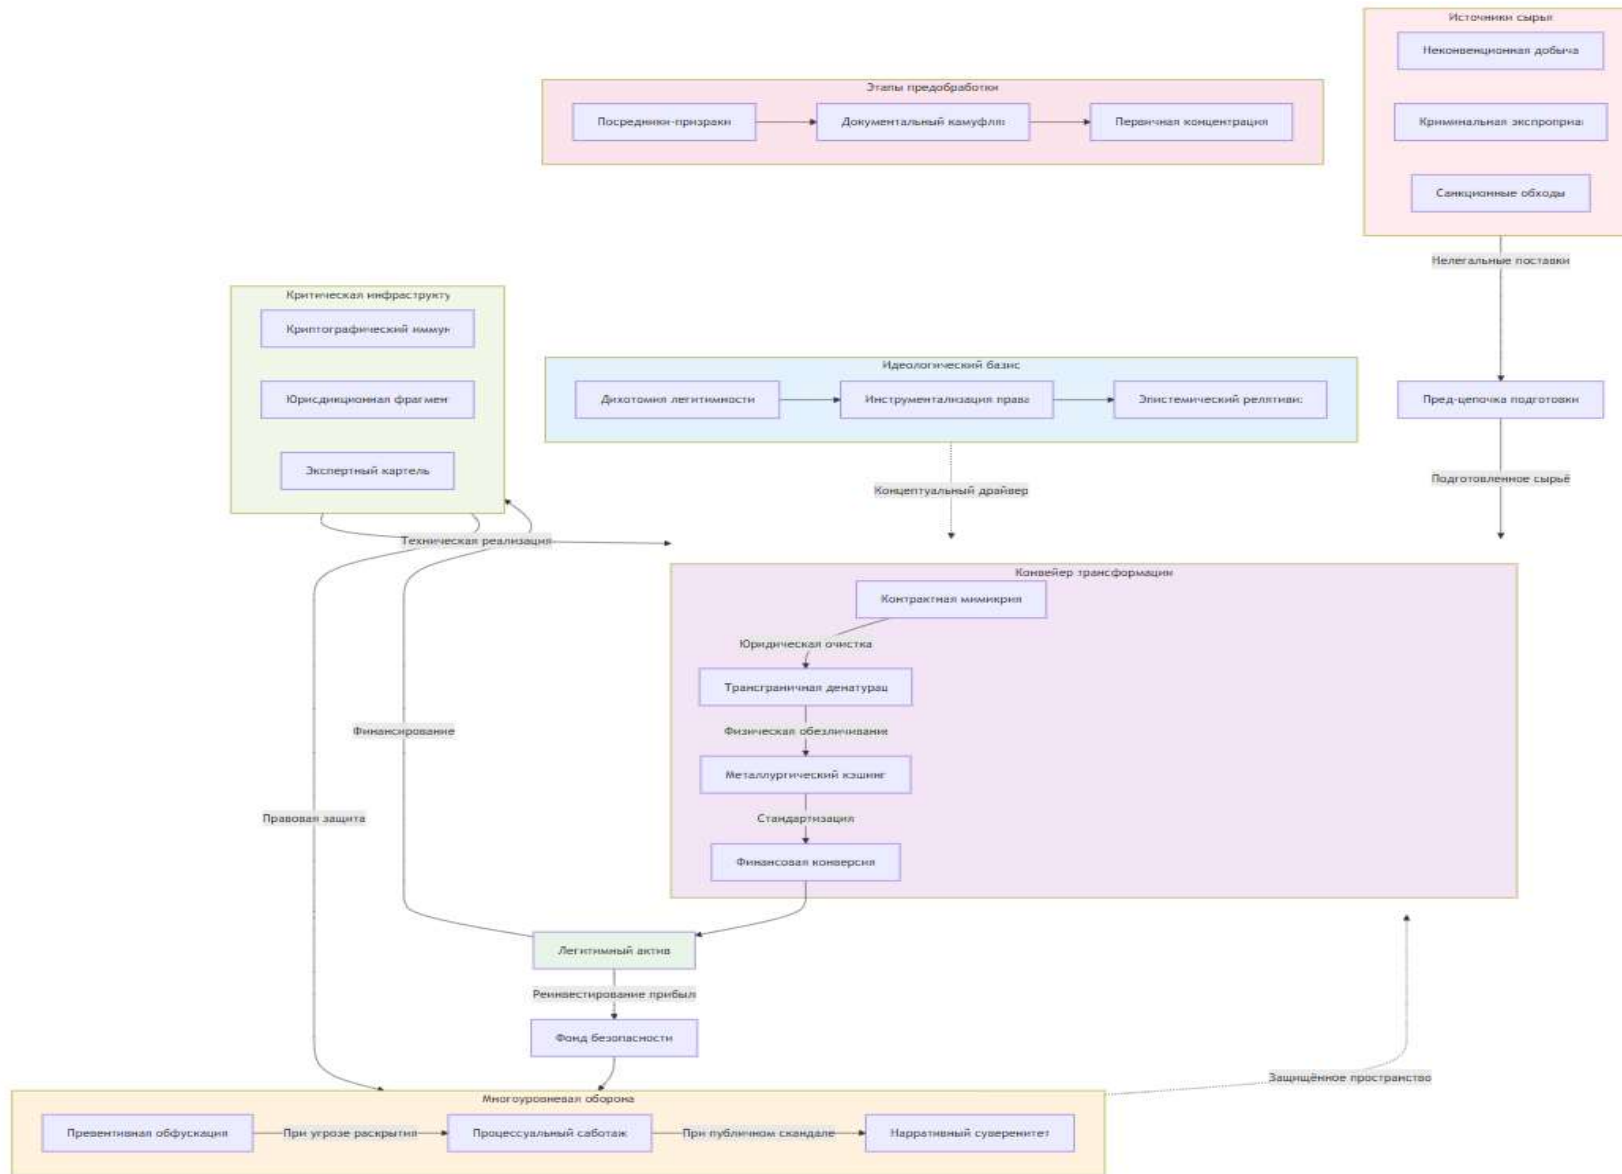 Источники сырья
Неконвенционная добыча
Криминальная экспроприа
Санкционные обходы
Нелегальные поставки
Этапы предобработки
Посредники-призраки
Документальный камуфля
Первичная концентрация
Критическая инфраструкту
Криптографический иммун
Юрисдикционная фрагмен
Экспертный картель
Идеологический базис
Дихотомия легитимности
Инструментализация права
Эпистемический релятиви
Концептуальный драйвер
Пред-цепочка подготовки
Подготовленное сырьё
Техническая реализация
Конвейер трансформации
Контрактная мимикрия
Юридическая очистка
Трансграничная денатурац
Физическая обезличивани
Металлургический кэшинг
Стандартизация
Финансовая конверсия
Финансирование
Правовая защита
Легитимный актив
Реинвестирование прибыл
Фонд безопасности
Защищённое пространство
Многоуровневая оборона
Превентивная обфускация
При угрозе раскрытия
Процессуальный саботаж
При публичном скандале
Нарративный суверенитет